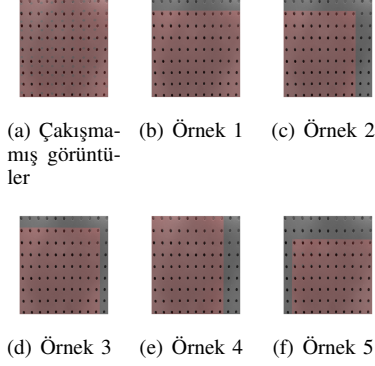 (a) Çakışma-
mış görüntü-
ler
(b) Örnek 1
(c) Örnek 2
(d) Örnek 3
(e) Örnek 4
(f) Örnek 5